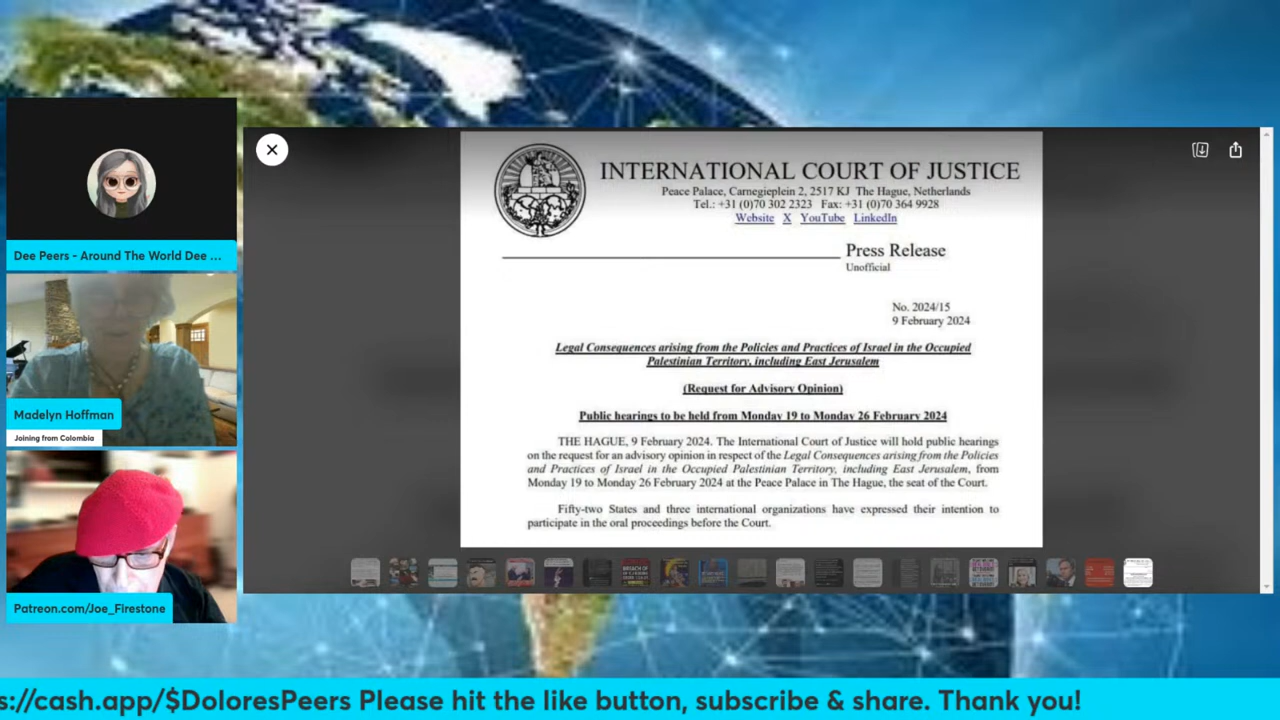 Dee Peers - Around The World Dee ...
Madelyn Hoffman
Joining from Colombia
Patreon.com/Joe_Firestone
INTERNATIONAL COURT OF JUSTICE
Peace Palace, Carnegieplein 2, 2517 KJ The Hague, Netherlands
Tel.: +31 (0)70 302 2323 Fax: +31 (0)70 364 9928
Website X YouTube LinkedIn
Press Release
Unofficial
No. 2024/15
9 February 2024
Legal Consequences arising from the Policies and Practices of Israel in the Occupied
Palestinian Territory, including East Jerusalem
(Request for Advisory Opinion)
Public hearings to be held from Monday 19 to Monday 26 February 2024
THE HAGUE, 9 February 2024. The International Court of Justice will hold public hearings
on the request for an advisory opinion in respect of the Legal Consequences arising from the Policies
and Practices of Israel in the Occupied Palestinian Territory, including East Jerusalem, from
Monday 19 to Monday 26 February 2024 at the Peace Palace in The Hague, the seat of the Court.
Fifty-two States and three international organizations have expressed their intention to
participate in the oral proceedings before the Court.
s://cash.app/$DoloresPeers Please hit the like button, subscribe & share. Thank you!